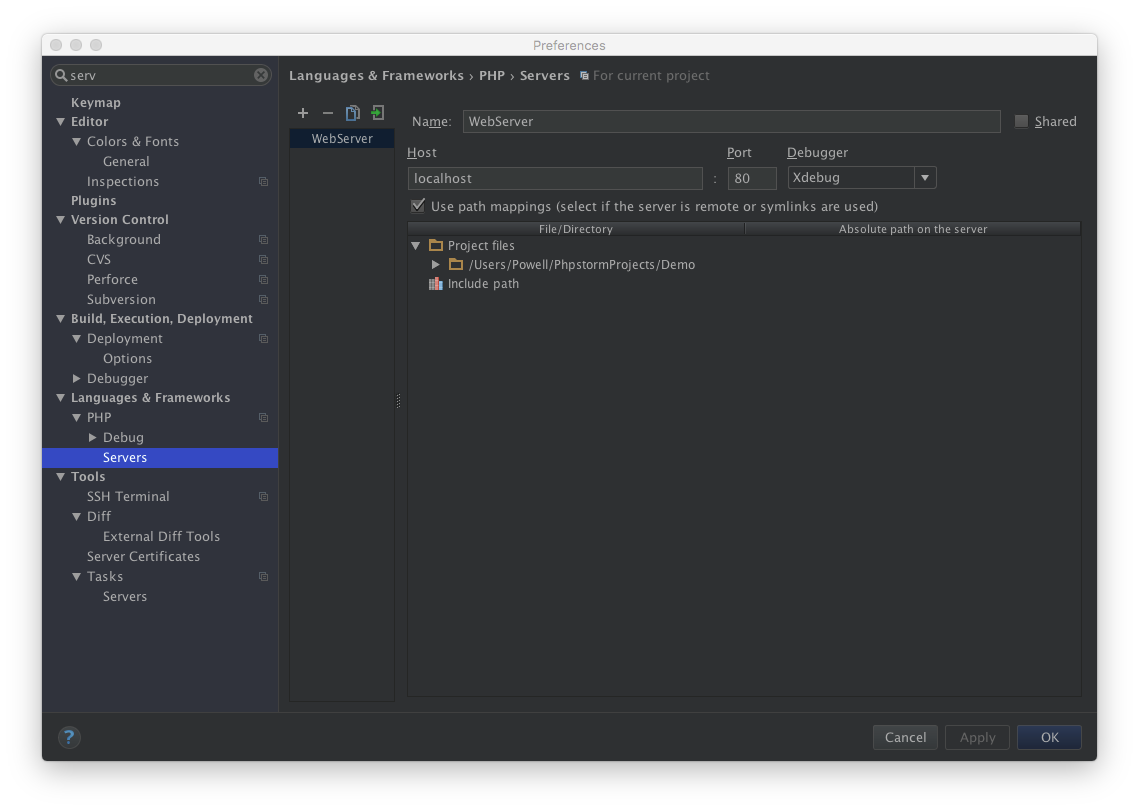 Preferences
serv
Keymap
Editor
Colors & Fonts
General
Inspections
Plugins
Version Control
Background
CVS
Perforce
Subversion
Build, Execution, Deployment
Deployment
Options
Debugger
Languages & Frameworks
PHP
Debug
Servers
Tools
SSH Terminal
Diff
External Diff Tools
Server Certificates
Tasks
Servers
Languages & Frameworks › PHP › Servers For current project
WebServer
Name: WebServer Shared
Host Port Debugger
localhost : 80 Xdebug
Use path mappings (select if the server is remote or symlinks are used)
File/Directory Absolute path on the server
Project files
/Users/Powell/PhpstormProjects/Demo
Include path
? Cancel Apply OK